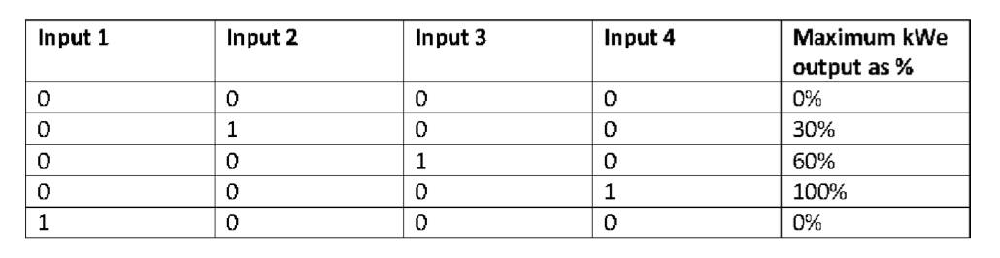 Input 1 Input 2 Input 3 Input 4 Maximum kWe
output as %
0 0 0 0 0%
0 1 0 0 30%
0 0 1 0 60%
0 0 0 1 100%
1 0 0 0 0%